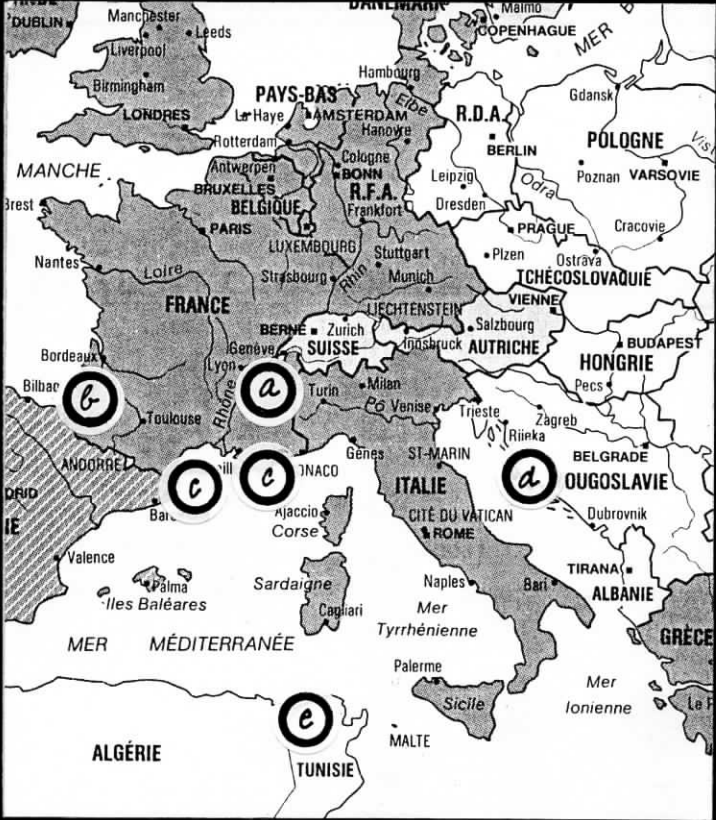 DUBLIN
Manchester
Leeds
Liverpool
Birmingham
LONDRES
DANEMARK
Malmö
COPENHAGUE
MER
Hambourg
PAYS-BAS
La Haye
AMSTERDAM
Elbe
Hanovre
Rotterdam
R.D.A.
BERLIN
Gdansk
POLOGNE
Poznan
VARSOVIE
MANCHE
Antwerpen
Cologne
BONN
BRUXELLES
R.F.A.
Leipzig
Odra
BELGIQUE
Dresden
Brest
Frankfort
PARIS
PRAGUE
Cracovie
LUXEMBOURG
Stuttgart
Plzen
Ostrava
Nantes
Loire
Strasbourg
Rhin
Munich
TCHÉCOSLOVAQUIE
FRANCE
LIECHTENSTEIN
VIENNE
BERNE
Zurich
Salzbourg
Genève
SUISSE
Innsbruck
AUTRICHE
BUDAPEST
HONGRIE
Bordeaux
Lyon
Pecs
Turin
Milan
b
a
Rhône
Pô
Venise
Trieste
Zagreb
Toulouse
Rijeka
Gênes
ST-MARIN
BELGRADE
ANDORRE
c
c
d
ITALIE
Ajaccio
Corse
CITÉ DU VATICAN
ROME
Dubrovnik
Valence
Sardaigne
TIRANA
Palma
Iles Baléares
Naples
Bari
ALBANIE
Cagliari
Mer
Tyrrhénienne
GRÈCE
MER MÉDITERRANÉE
Palerme
Mer
Ionienne
Sicile
e
MALTE
ALGÉRIE
TUNISIE